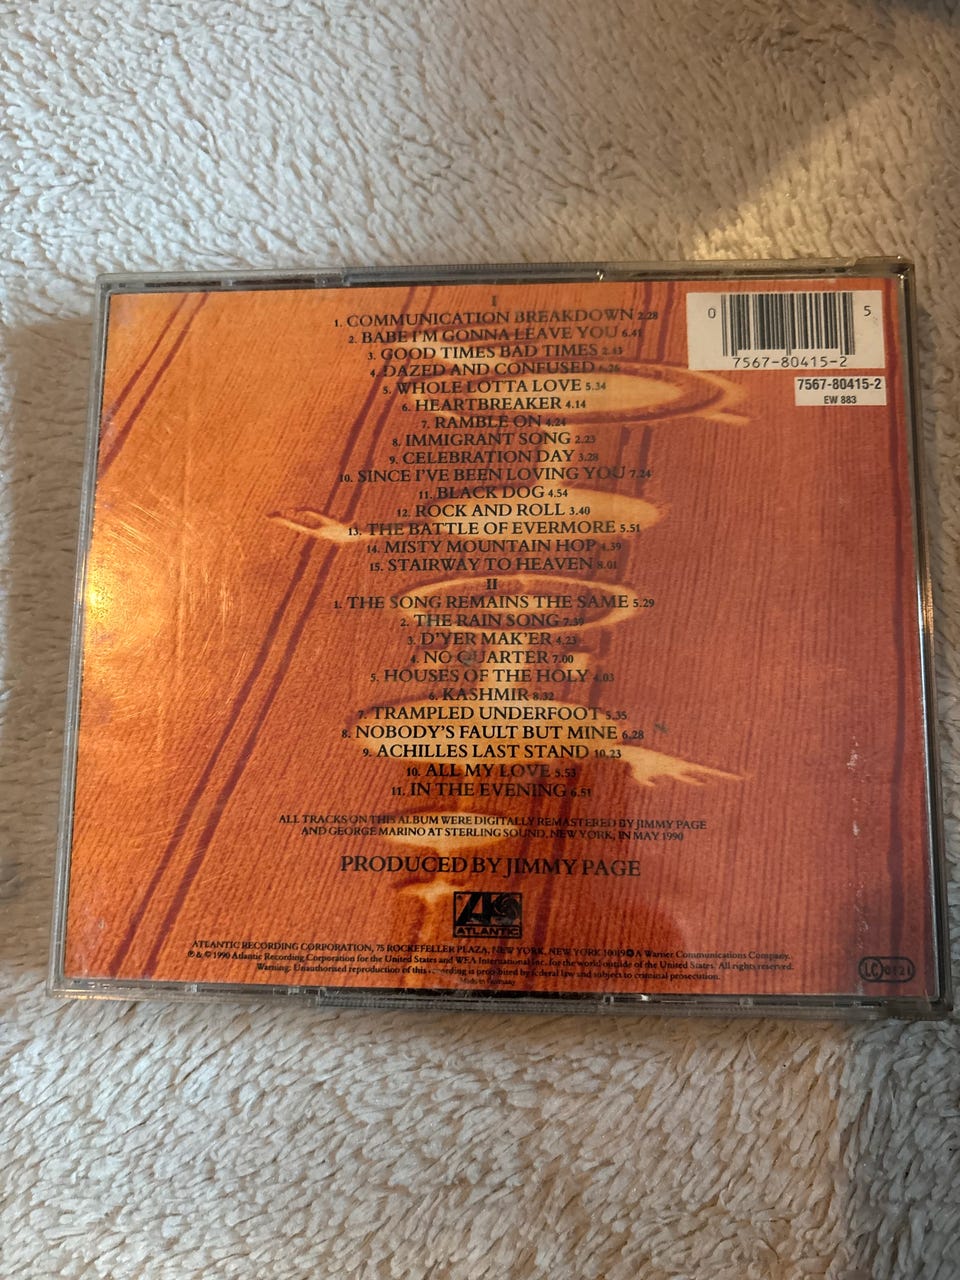 I
1. COMMUNICATION BREAKDOWN 2.28
2. BABE I'M GONNA LEAVE YOU 6.41
3. GOOD TIMES BAD TIMES 2.43
4. DAZED AND CONFUSED 6.26
5. WHOLE LOTTA LOVE 5.34
6. HEARTBREAKER 4.14
7. RAMBLE ON 4.24
8. IMMIGRANT SONG 2.23
9. CELEBRATION DAY 3.28
10. SINCE I'VE BEEN LOVING YOU 7.24
11. BLACK DOG 4.54
12. ROCK AND ROLL 3.40
13. THE BATTLE OF EVERMORE 5.51
14. MISTY MOUNTAIN HOP 4.39
15. STAIRWAY TO HEAVEN 8.01
II
1. THE SONG REMAINS THE SAME 5.29
2. THE RAIN SONG 7.39
3. D'YER MAK'ER 4.23
4. NO QUARTER 7.00
5. HOUSES OF THE HOLY 4.03
6. KASHMIR 8.32
7. TRAMPLED UNDERFOOT 5.35
8. NOBODY'S FAULT BUT MINE 6.28
9. ACHILLES LAST STAND 10.23
10. ALL MY LOVE 5.53
11. IN THE EVENING 6.51
0 5
7567-80415-2
7567-80415-2
EW 883
ALL TRACKS ON THIS ALBUM WERE DIGITALLY REMASTERED BY JIMMY PAGE
AND GEORGE MARINO AT STERLING SOUND, NEW YORK, IN MAY 1990
PRODUCED BY JIMMY PAGE
ATLANTIC
ATLANTIC RECORDING CORPORATION, 75 ROCKEFELLER PLAZA, NEW YORK, NEW YORK 10019 A Warner Communications Company.
℗ & © 1990 Atlantic Recording Corporation for the United States and WEA International Inc. for the world outside of the United States. All rights reserved.
Warning: Unauthorised reproduction of this recording is prohibited by federal law and subject to criminal prosecution.
Made in Germany
LC 0121